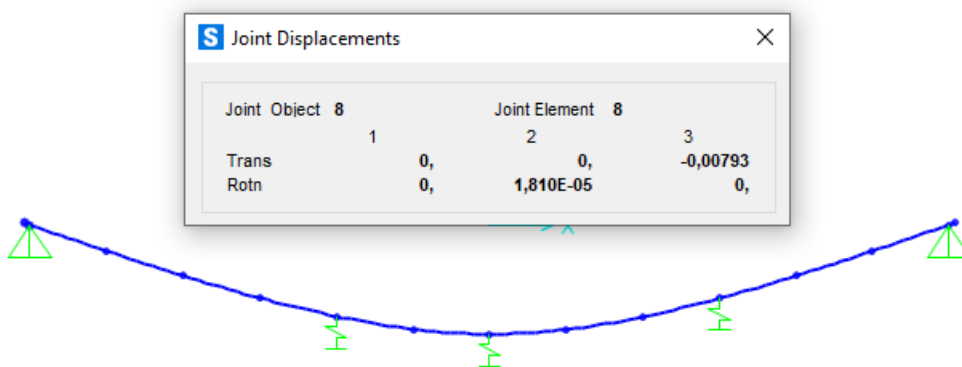 S Joint Displacements
Joint Object 8 Joint Element 8
1 2 3
Trans 0, 0, -0,00793
Rotn 0, 1,810E-05 0,
X